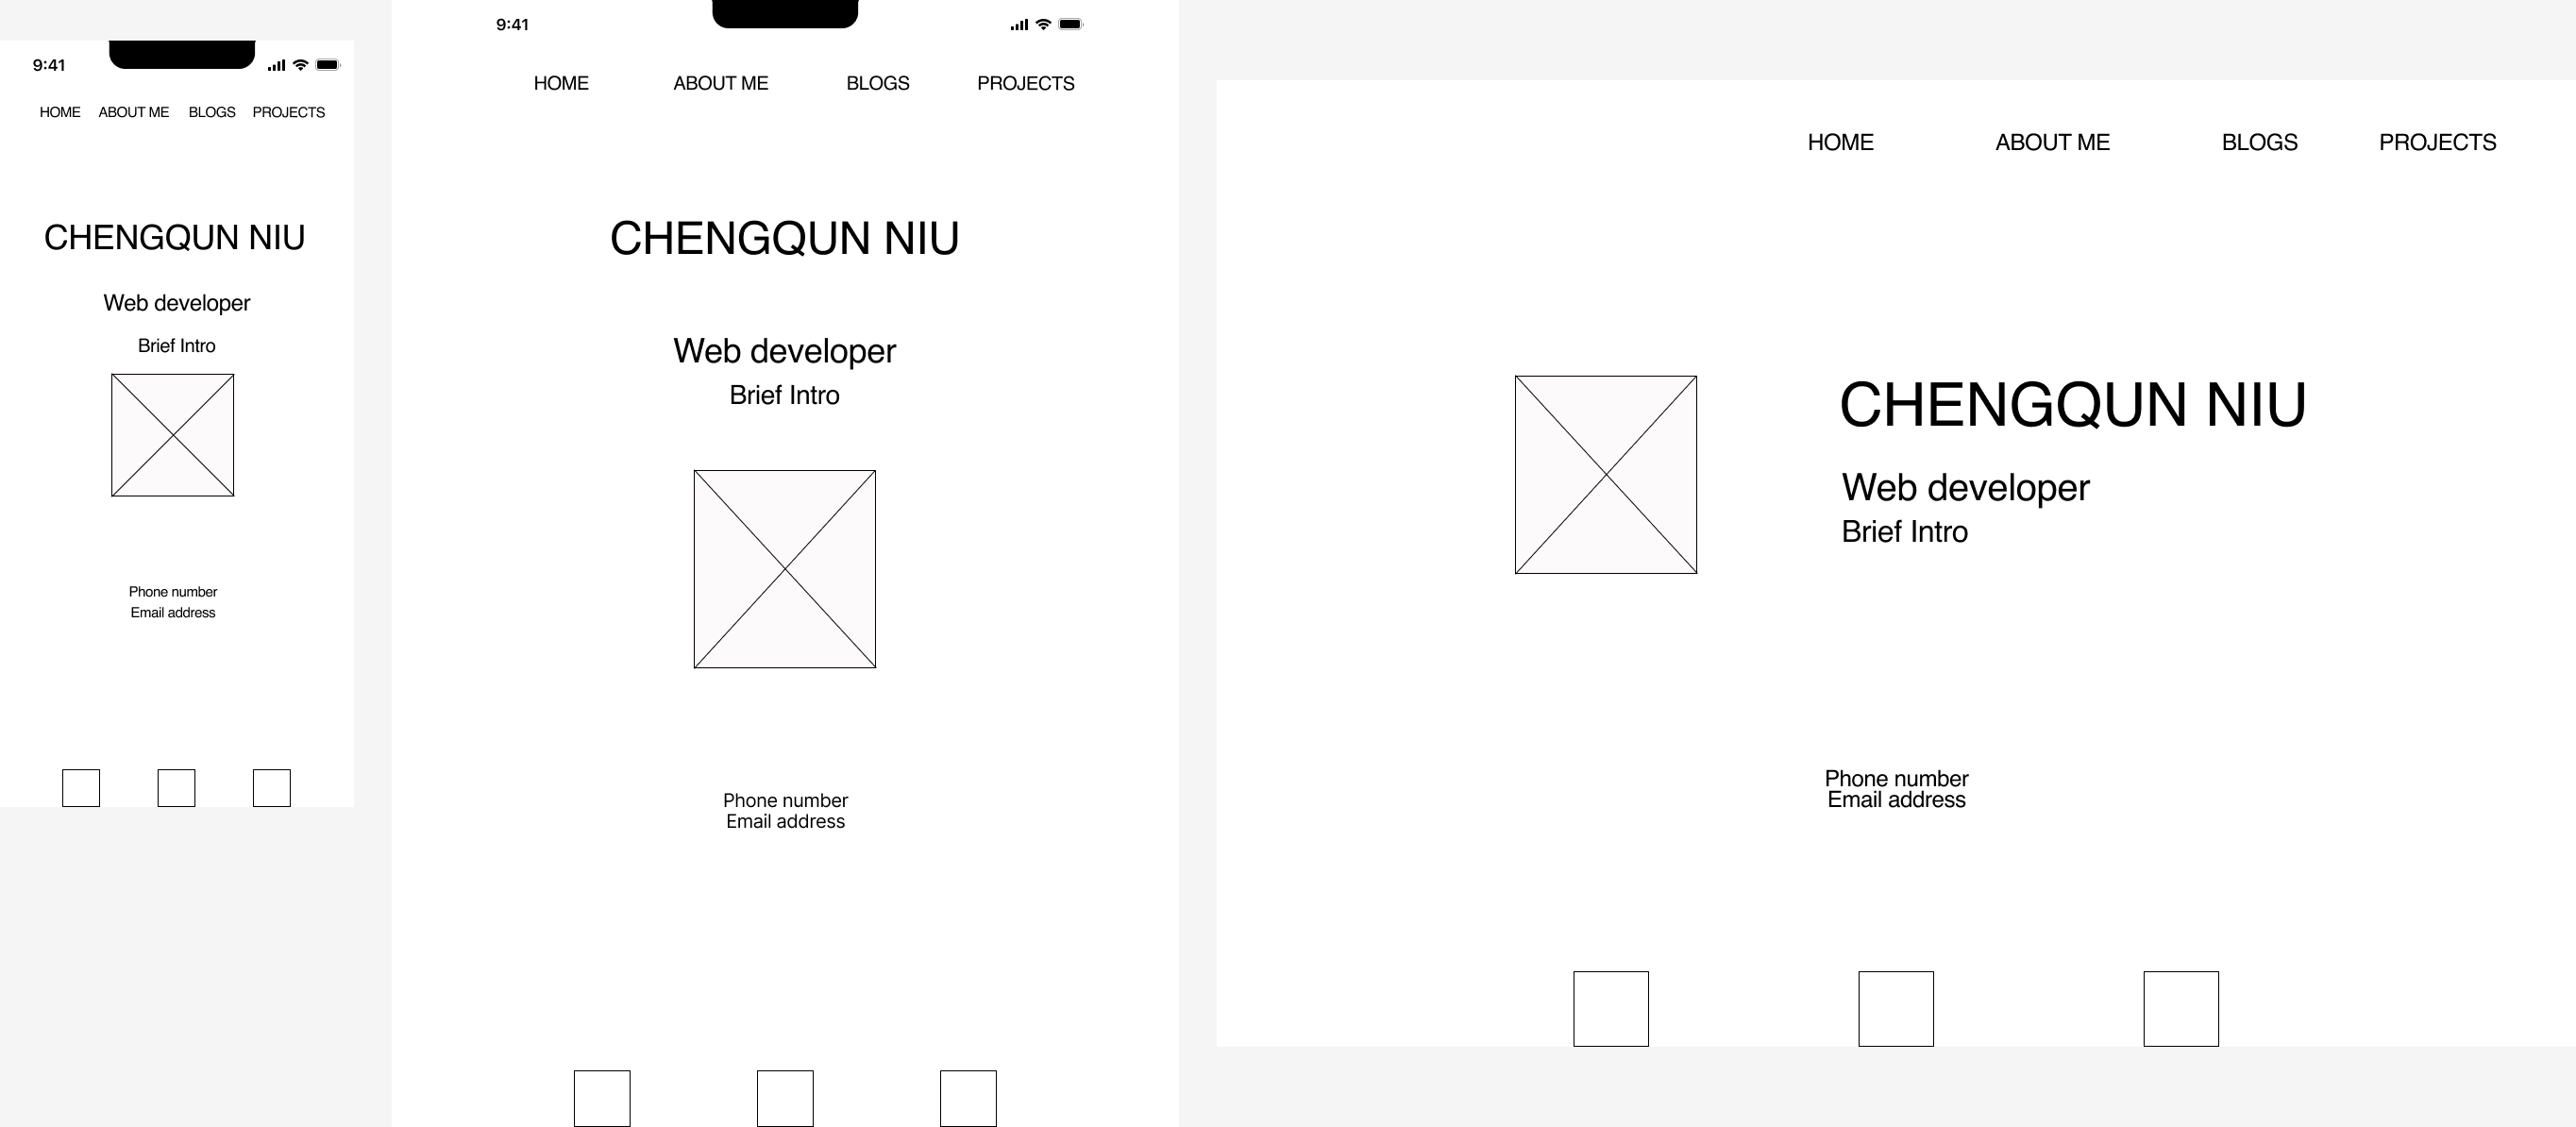 9:41
HOME ABOUT ME BLOGS PROJECTS
CHENGQUN NIU
Web developer
Brief Intro
Phone number
Email address
9:41
HOME ABOUT ME BLOGS PROJECTS
CHENGQUN NIU
Web developer
Brief Intro
Phone number
Email address
HOME ABOUT ME BLOGS PROJECTS
CHENGQUN NIU
Web developer
Brief Intro
Phone number
Email address